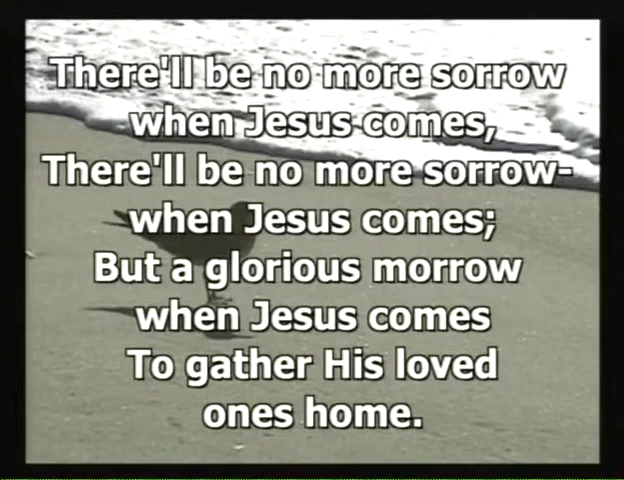 There'll be no more sorrow
when Jesus comes,
There'll be no more sorrow-
when Jesus comes;
But a glorious morrow
when Jesus comes
To gather His loved
ones home.